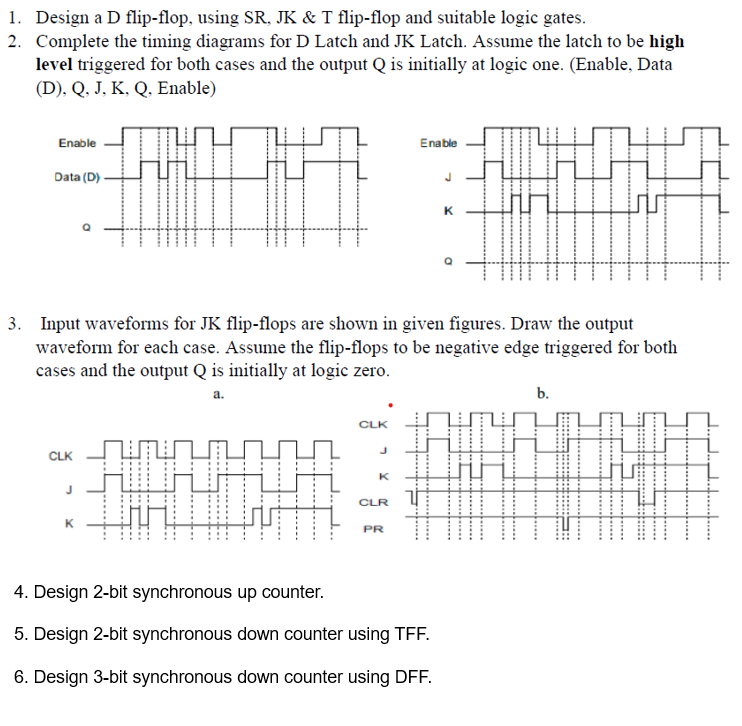 1. Design a D flip-flop, using SR, JK & T flip-flop and suitable logic gates.
2. Complete the timing diagrams for D Latch and JK Latch. Assume the latch to be high
level triggered for both cases and the output Q is initially at logic one. (Enable, Data
(D), Q, J, K, Q, Enable)
Enable
Data (D)
Q
Enable
J
K
Q
3. Input waveforms for JK flip-flops are shown in given figures. Draw the output
waveform for each case. Assume the flip-flops to be negative edge triggered for both
cases and the output Q is initially at logic zero.
a.
CLK
J
K
b.
CLK
J
K
CLR
PR
4. Design 2-bit synchronous up counter.
5. Design 2-bit synchronous down counter using TFF.
6. Design 3-bit synchronous down counter using DFF.